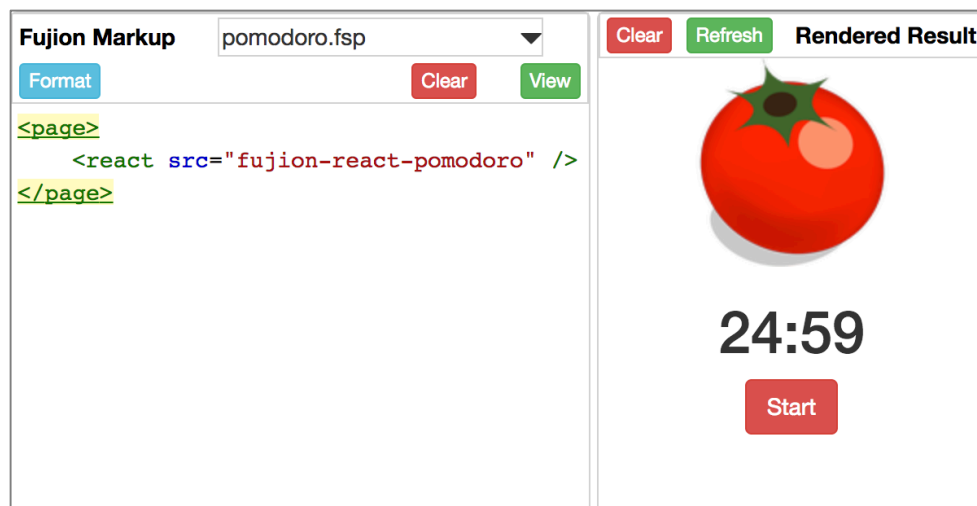 Fujion Markup pomodoro.fsp
Format Clear View
<page>
    <react src="fujion-react-pomodoro" />
</page>
Clear Refresh Rendered Result
24:59
Start